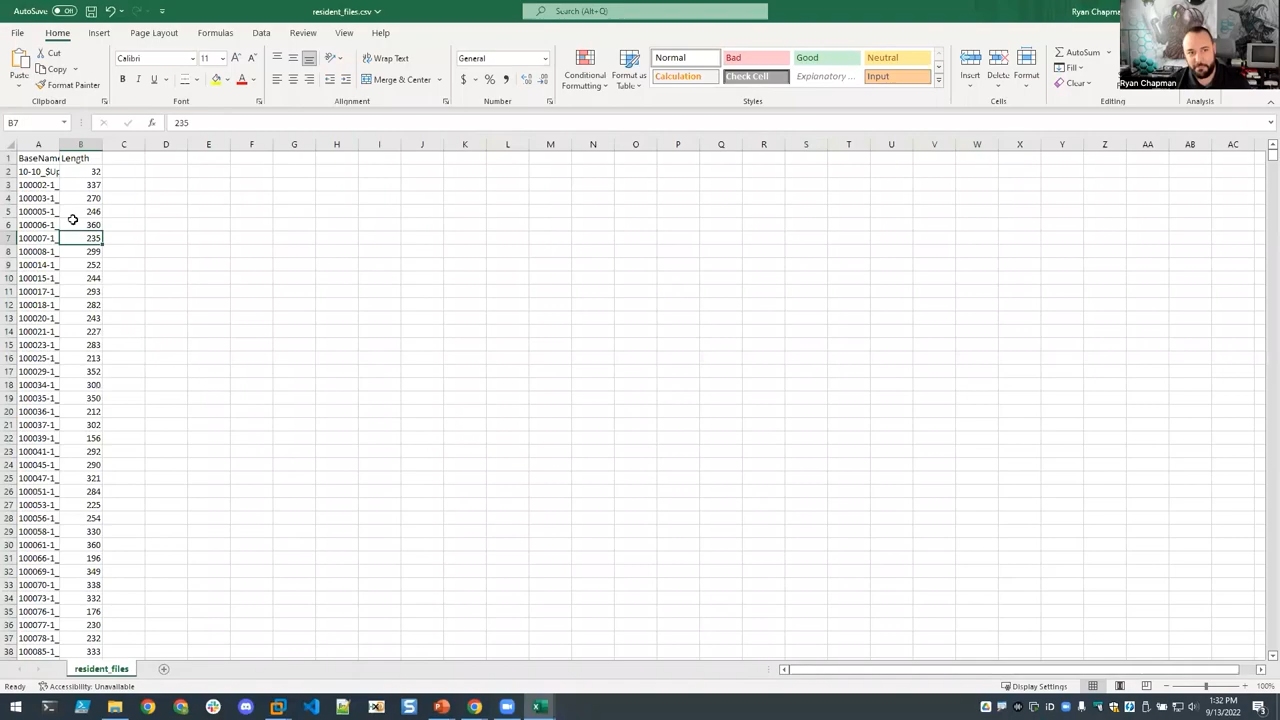 AutoSave Off resident_files.csv Search (Alt+Q) Ryan Chapman
File Home Insert Draw Page Layout Formulas Data Review View Help
Paste Cut Copy Format Painter
Calibri 11 B I U
Wrap Text Merge & Center
General $ % ,
Conditional Formatting Format as Table
Normal Bad Good Neutral
Calculation Check Cell Explanatory ... Input
Insert Delete Format
AutoSum Fill Clear
Ryan Chapman
Clipboard Font Alignment Number Styles Cells Editing Analysis
B7 fx 235
A B C D E F G H I J K L M N O P Q R S T U V W X Y Z AA AB AC
1 BaseName Length
2 10-10_$Up 32
3 100002-1_ 337
4 100003-1_ 270
5 100005-1_ 246
6 100006-1_ 360
7 100007-1_ 235
8 100008-1_ 299
9 100014-1_ 252
10 100015-1_ 244
11 100017-1_ 293
12 100018-1_ 282
13 100020-1_ 243
14 100021-1_ 227
15 100023-1_ 283
16 100025-1_ 213
17 100029-1_ 352
18 100034-1_ 300
19 100035-1_ 350
20 100036-1_ 212
21 100037-1_ 302
22 100039-1_ 156
23 100041-1_ 292
24 100045-1_ 290
25 100047-1_ 321
26 100051-1_ 284
27 100053-1_ 225
28 100056-1_ 254
29 100058-1_ 330
30 100061-1_ 360
31 100066-1_ 196
32 100069-1_ 349
33 100070-1_ 338
34 100073-1_ 332
35 100076-1_ 176
36 100077-1_ 230
37 100078-1_ 232
38 100085-1_ 333
resident_files
Ready Accessibility: Unavailable Display Settings 100%
1:32 PM
9/13/2022